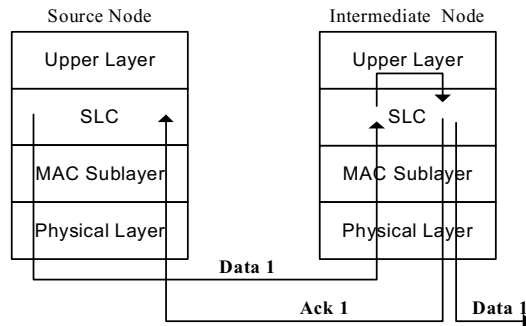 Source Node
Intermediate Node
Upper Layer
Upper Layer
SLC
SLC
MAC Sublayer
MAC Sublayer
Physical Layer
Physical Layer
Data 1
Ack 1
Data 1